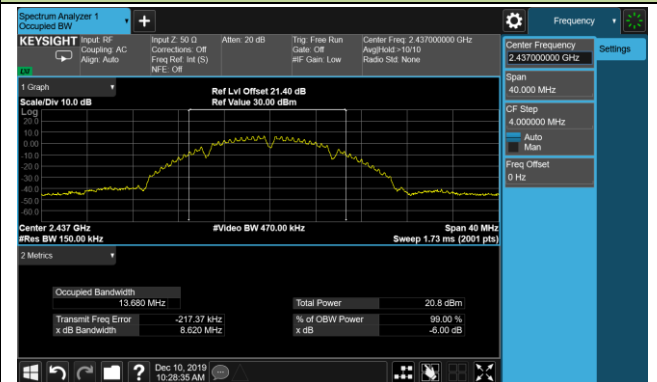 Spectrum Analyzer 1
Occupied BW
Frequency
KEYSIGHT
Input: RF
Coupling: AC
Align: Auto
Input Z: 50 Ω
Corrections: Off
Freq Ref: Int (S)
NFE: Off
Atten: 20 dB
Trig: Free Run
Gate: Off
#IF Gain: Low
Center Freq: 2.437000000 GHz
Avg|Hold:>10/10
Radio Std: None
Center Frequency
2.437000000 GHz
Settings
Span
40.000 MHz
CF Step
4.000000 MHz
Auto
Man
Freq Offset
0 Hz
1 Graph
Scale/Div 10.0 dB
Ref Lvl Offset 21.40 dB
Ref Value 30.00 dBm
Log
20.0
10.0
0.00
-10.0
-20.0
-30.0
-40.0
-50.0
-60.0
Center 2.437 GHz
#Video BW 470.00 kHz
Span 40 MHz
#Res BW 150.00 kHz
Sweep 1.73 ms (2001 pts)
2 Metrics
Occupied Bandwidth
13.680 MHz
Total Power
20.8 dBm
Transmit Freq Error
-217.37 kHz
% of OBW Power
99.00 %
x dB Bandwidth
8.620 MHz
x dB
-6.00 dB
?
Dec 10, 2019
10:28:35 AM